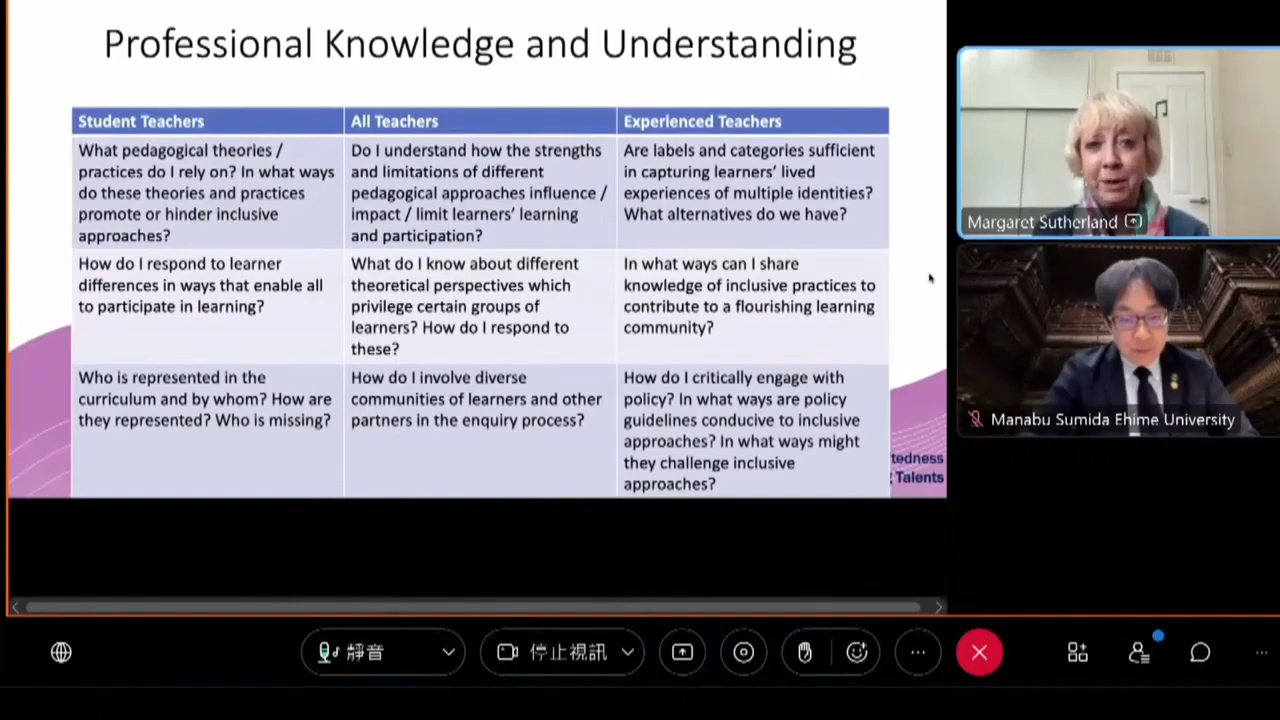 Professional Knowledge and Understanding
Student Teachers
All Teachers
Experienced Teachers
What pedagogical theories /
practices do I rely on? In what ways
do these theories and practices
promote or hinder inclusive
approaches?
Do I understand how the strengths
and limitations of different
pedagogical approaches influence /
impact / limit learners' learning
and participation?
Are labels and categories sufficient
in capturing learners' lived
experiences of multiple identities?
What alternatives do we have?
How do I respond to learner
differences in ways that enable all
to participate in learning?
What do I know about different
theoretical perspectives which
privilege certain groups of
learners? How do I respond to
these?
In what ways can I share
knowledge of inclusive practices to
contribute to a flourishing learning
community?
Who is represented in the
curriculum and by whom? How are
they represented? Who is missing?
How do I involve diverse
communities of learners and other
partners in the enquiry process?
How do I critically engage with
policy? In what ways are policy
guidelines conducive to inclusive
approaches? In what ways might
they challenge inclusive
approaches?
tedness
Talents
Margaret Sutherland
Manabu Sumida Ehime University
靜音
停止視訊